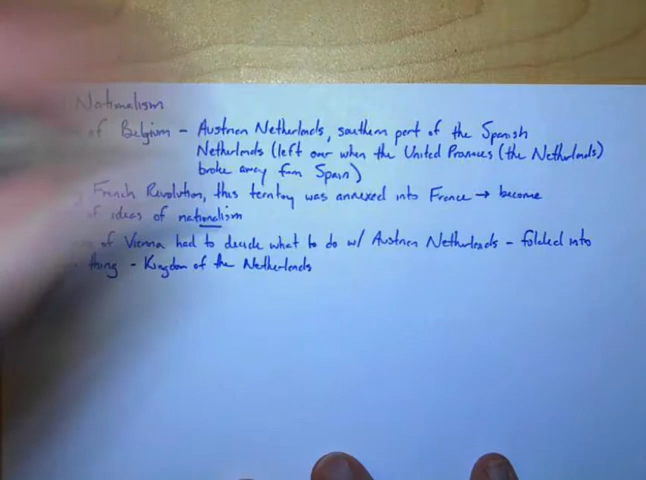 Nationalism
of Belgium - Austrian Netherlands, southern part of the Spanish
Netherlands (left over when the United Provinces (the Netherlands)
broke away from Spain)
French Revolution, this territory was annexed into France → become
of ideas of nationalism
of Vienna had to decide what to do w/ Austrian Netherlands - folded into
thing - Kingdom of the Netherlands